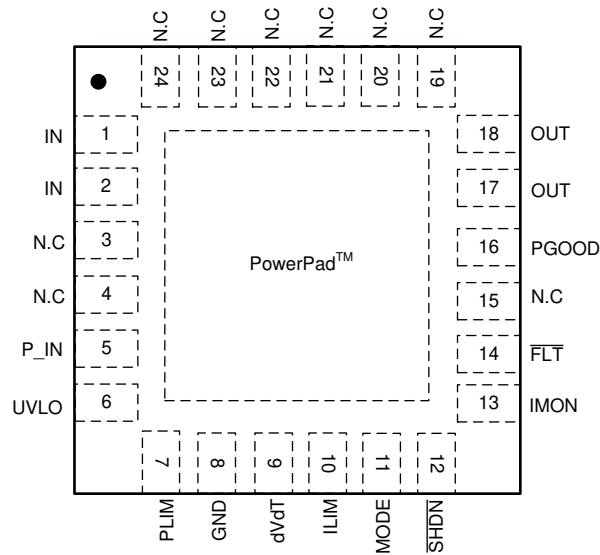 N.C N.C N.C N.C N.C N.C
24 23 22 21 20 19
IN 1
IN 2
N.C 3
N.C 4
P_IN 5
UVLO 6
PowerPad™
18 OUT
17 OUT
16 PGOOD
15 N.C
14 F̅L̅T̅
13 IMON
7 8 9 10 11 12
PLIM GND dVdT ILIM MODE S̅H̅D̅N̅